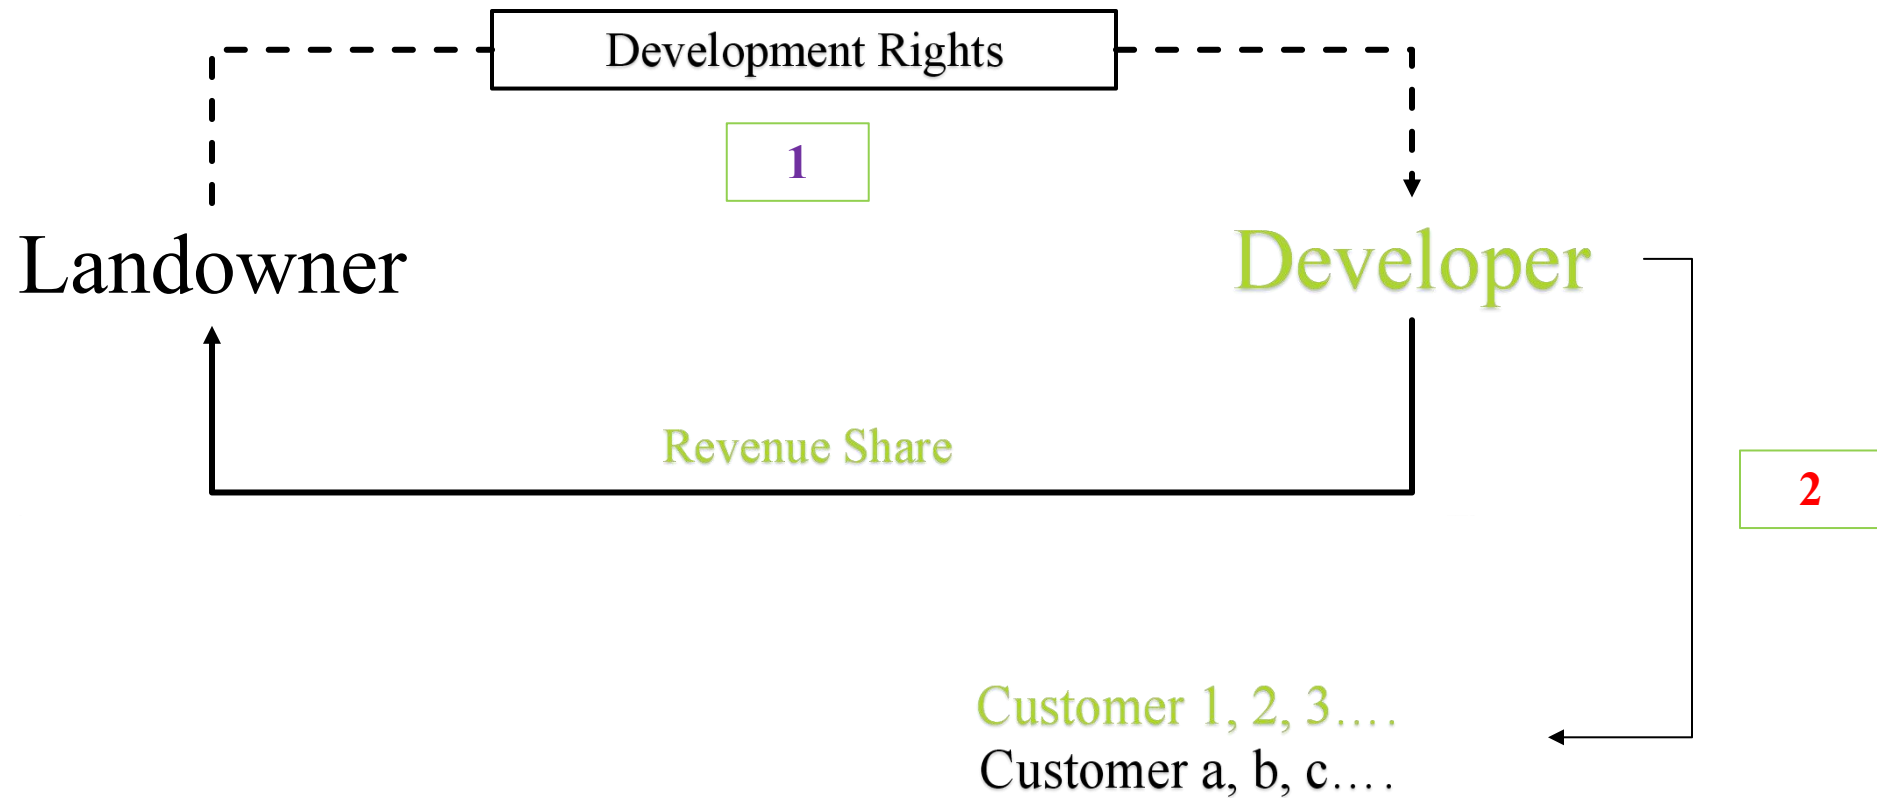 Development Rights
1
Landowner
Developer
Revenue Share
2
Customer 1, 2, 3….
Customer a, b, c….